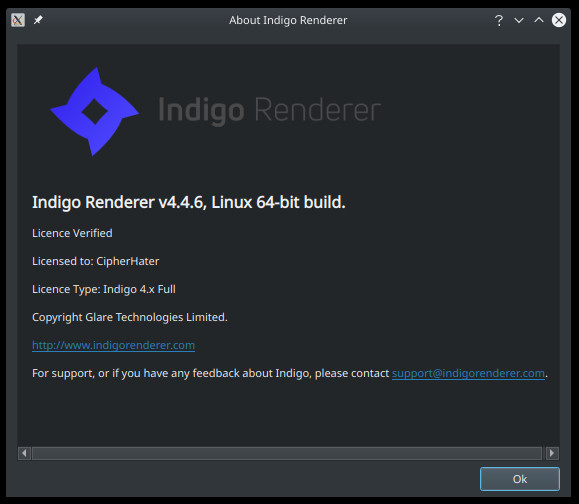 About Indigo Renderer
Indigo Renderer
Indigo Renderer v4.4.6, Linux 64-bit build.
Licence Verified
Licensed to: CipherHater
Licence Type: Indigo 4.x Full
Copyright Glare Technologies Limited.
http://www.indigorenderer.com
For support, or if you have any feedback about Indigo, please contact support@indigorenderer.com.
Ok